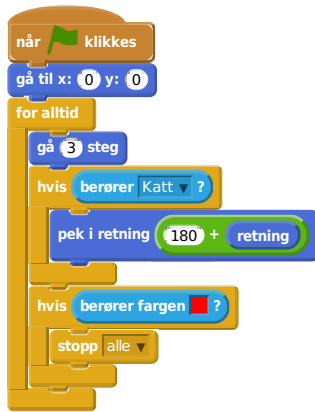 når klikkes
gå til x: 0 y: 0
for alltid
gå 3 steg
hvis berører Katt ?
pek i retning 180 + retning
hvis berører fargen ?
stopp alle